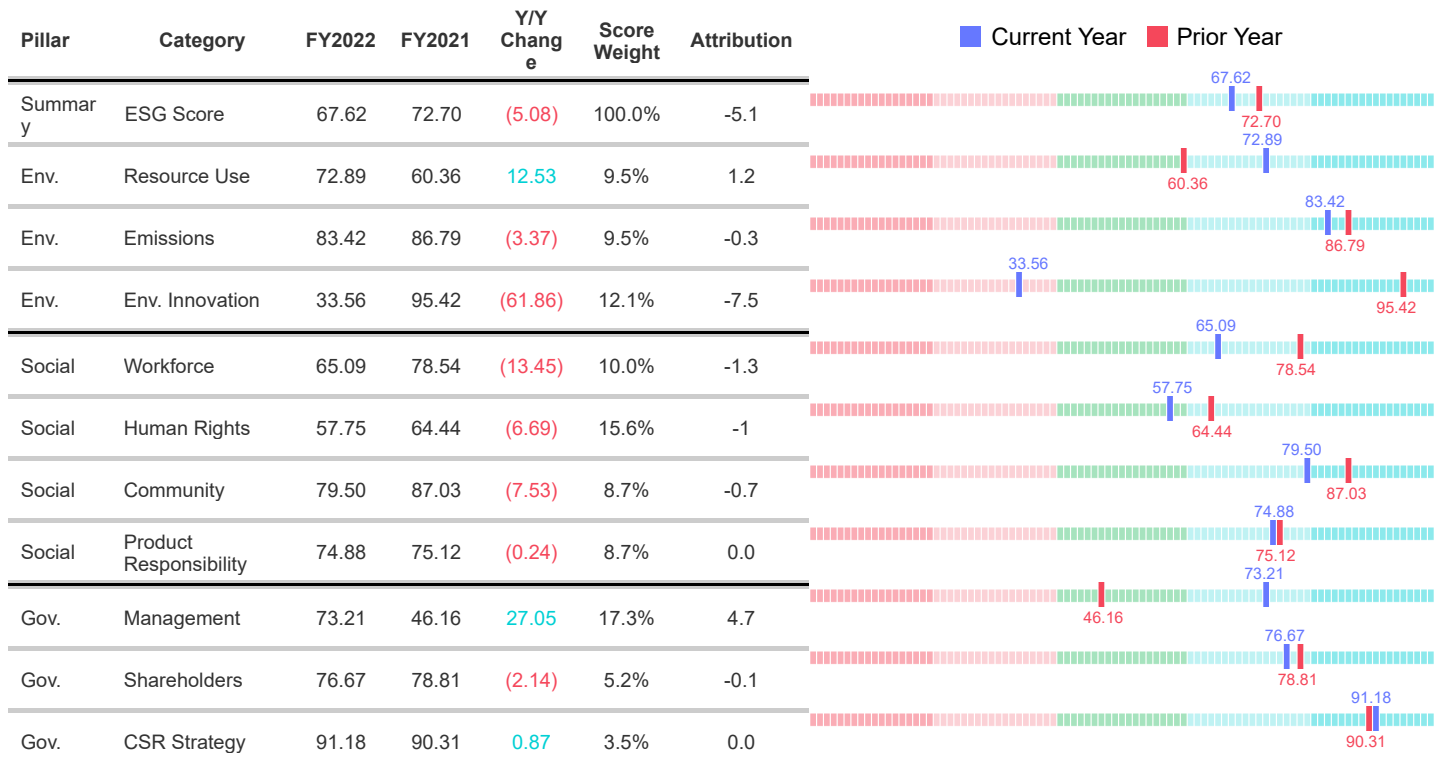 Pillar Category FY2022 FY2021 Y/Y Chang e Score Weight Attribution
Current Year Prior Year
Summar y ESG Score 67.62 72.70 (5.08) 100.0% -5.1
67.62
72.70
Env. Resource Use 72.89 60.36 12.53 9.5% 1.2
72.89
60.36
Env. Emissions 83.42 86.79 (3.37) 9.5% -0.3
83.42
86.79
Env. Env. Innovation 33.56 95.42 (61.86) 12.1% -7.5
33.56
95.42
Social Workforce 65.09 78.54 (13.45) 10.0% -1.3
65.09
78.54
Social Human Rights 57.75 64.44 (6.69) 15.6% -1
57.75
64.44
Social Community 79.50 87.03 (7.53) 8.7% -0.7
79.50
87.03
Social Product Responsibility 74.88 75.12 (0.24) 8.7% 0.0
74.88
75.12
Gov. Management 73.21 46.16 27.05 17.3% 4.7
73.21
46.16
Gov. Shareholders 76.67 78.81 (2.14) 5.2% -0.1
76.67
78.81
Gov. CSR Strategy 91.18 90.31 0.87 3.5% 0.0
91.18
90.31